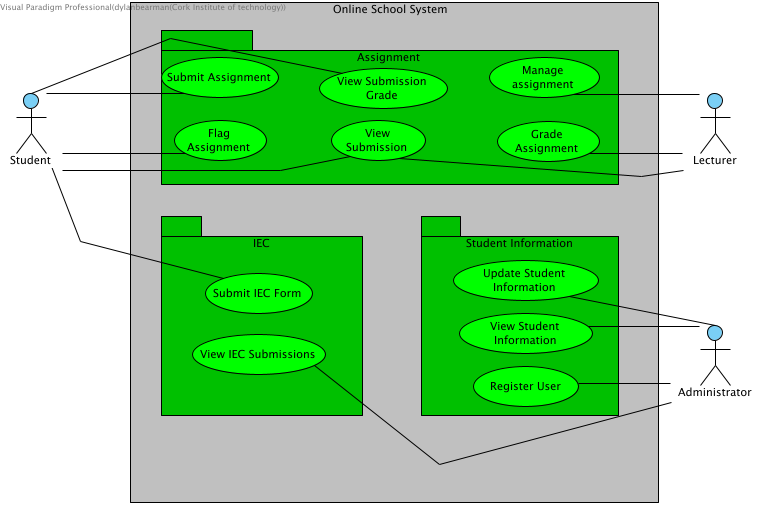 Visual Paradigm Professional(dylanbearman(Cork Institute of technology))
Online School System
Assignment
Submit Assignment
View Submission
Grade
Manage
assignment
Flag
Assignment
View
Submission
Grade
Assignment
Student
Lecturer
IEC
Submit IEC Form
View IEC Submissions
Student Information
Update Student
Information
View Student
Information
Register User
Administrator